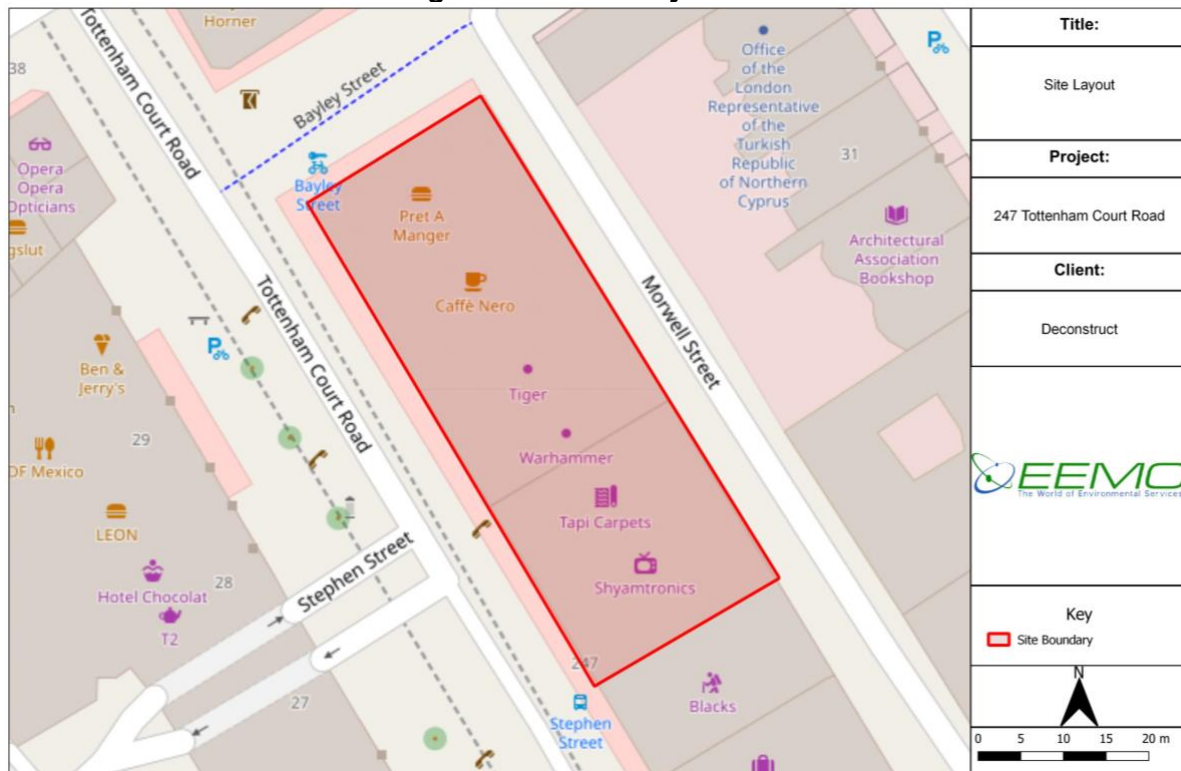 Horner
Tottenham Court Road
38
Bayley Street
Office
of the
London
Representative
of the
Turkish
Republic
of Northern
Cyprus
31
Opera
Opera
Opticians
Bayley
Street
Pret A
Manger
Architectural
Association
Bookshop
Caffè Nero
Tottenham Court Road
Morwell Street
Ben &
Jerry's
29
Tiger
OF Mexico
Warhammer
LEON
Tapi Carpets
Stephen Street
Shyamtronics
Hotel Chocolat
28
T2
247
27
Stephen
Street
Blacks
Title:
Site Layout
Project:
247 Tottenham Court Road
Client:
Deconstruct
EEMC
The World of Environmental Services
Key
Site Boundary
N
0 5 10 15 20 m